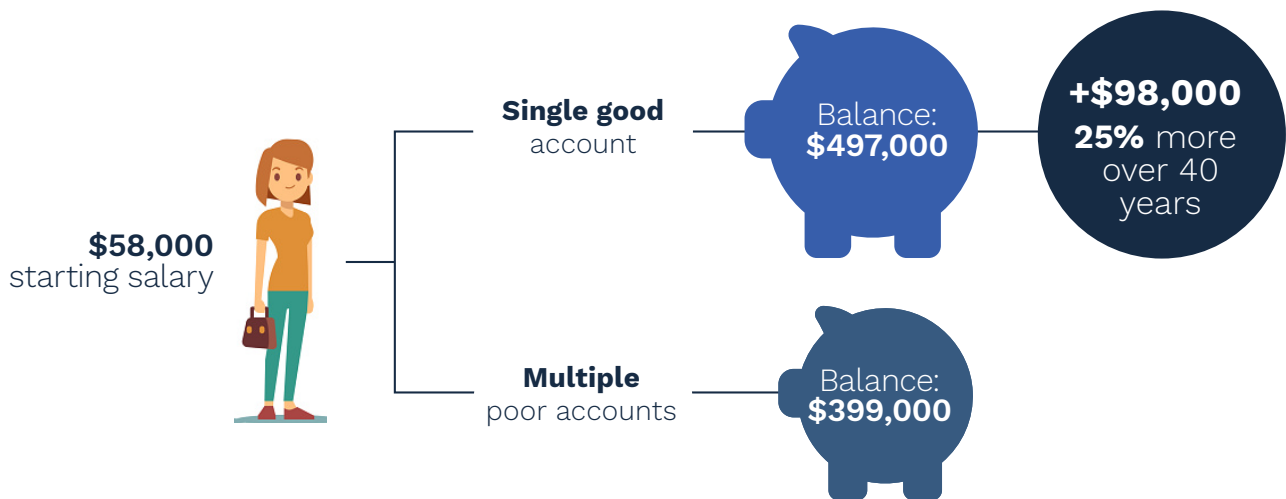 $58,000
starting salary
Single good
account
Balance:
$497,000
+$98,000
25% more
over 40
years
Multiple
poor accounts
Balance:
$399,000